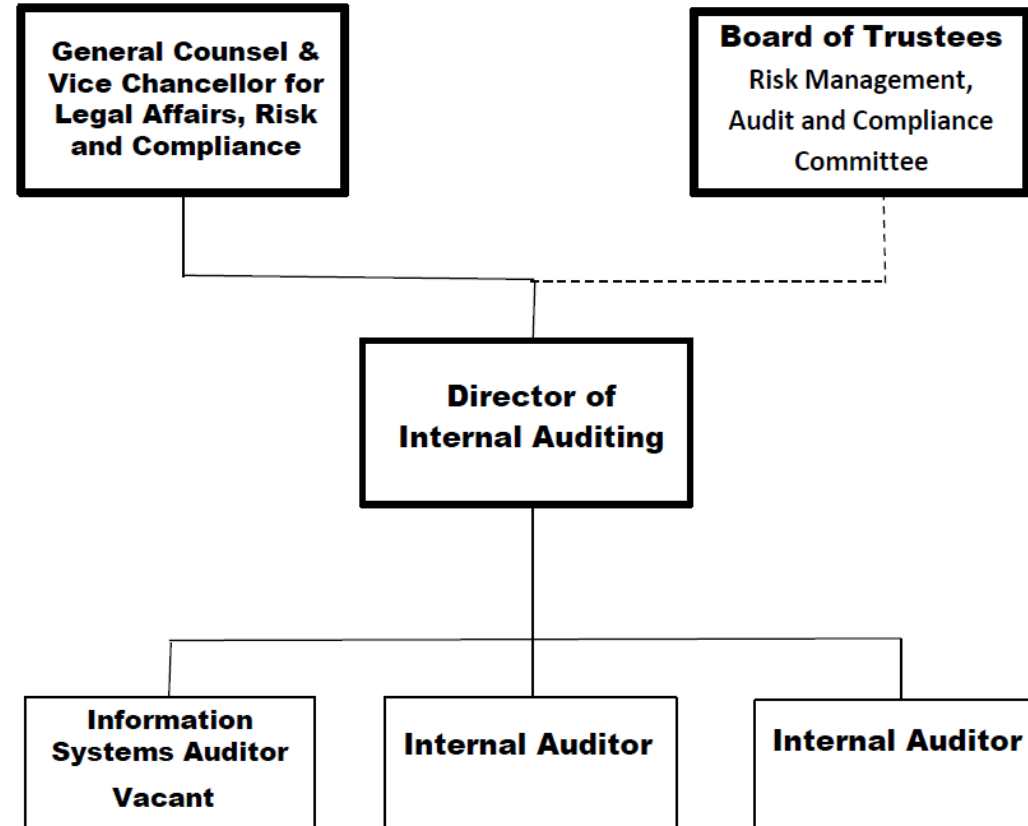 General Counsel &
Vice Chancellor for
Legal Affairs, Risk
and Compliance
Board of Trustees
Risk Management,
Audit and Compliance
Committee
Director of
Internal Auditing
Information
Systems Auditor
Vacant
Internal Auditor
Internal Auditor